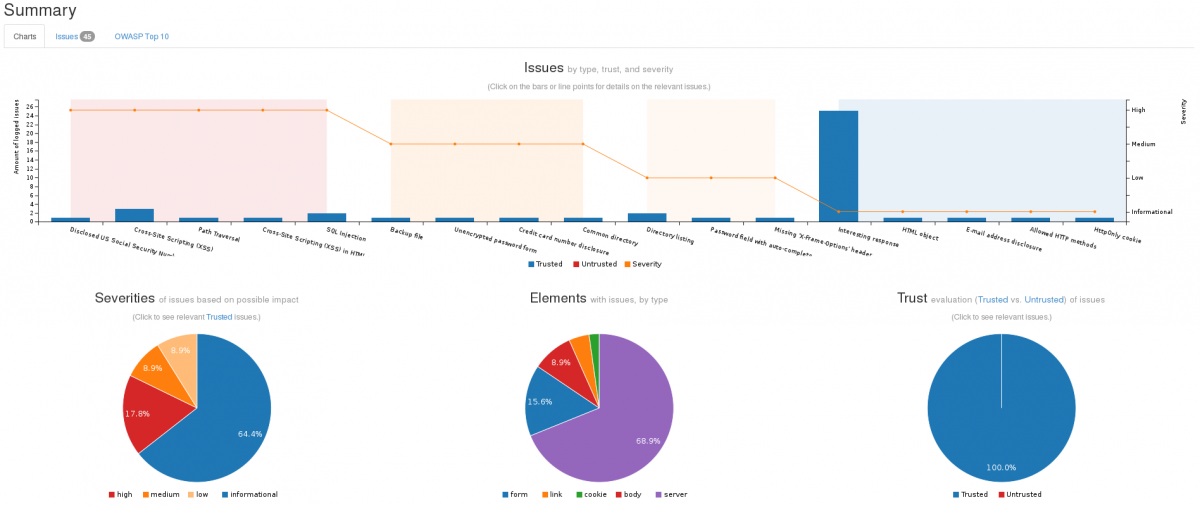 Summary
Charts Issues 45 OWASP Top 10
Issues by type, trust, and severity
(Click on the bars or line points for details on the relevant issues.)
Amount of logged issues
26
24
22
20
18
16
14
12
10
8
6
4
2
0
High
Medium
Low
Informational
Severity
Disclosed US Social Security
Cross-Site Scripting (XSS)
Path Traversal
Cross-Site Scripting (XSS) in HTML
SQL Injection
Backup file
Unencrypted password form
Credit card number disclosure
Common directory
Directory listing
Password field with auto-complete
Missing 'X-Frame-Options' header
Interesting response
HTML object
E-mail address disclosure
Allowed HTTP methods
HttpOnly cookie
Trusted Untrusted Severity
Severities of issues based on possible impact
(Click to see relevant Trusted issues.)
8.9%
8.9%
17.8%
64.4%
high medium low informational
Elements with issues, by type
8.9%
15.6%
68.9%
form link cookie body server
Trust evaluation (Trusted vs. Untrusted) of issues
(Click to see relevant issues.)
100.0%
Trusted Untrusted